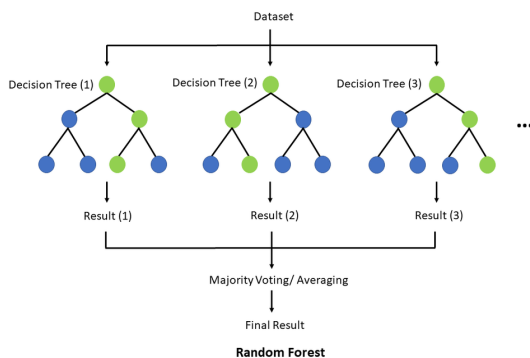 Dataset
Decision Tree (1)
Decision Tree (2)
Decision Tree (3)
...
Result (1)
Result (2)
Result (3)
Majority Voting/ Averaging
Final Result
Random Forest